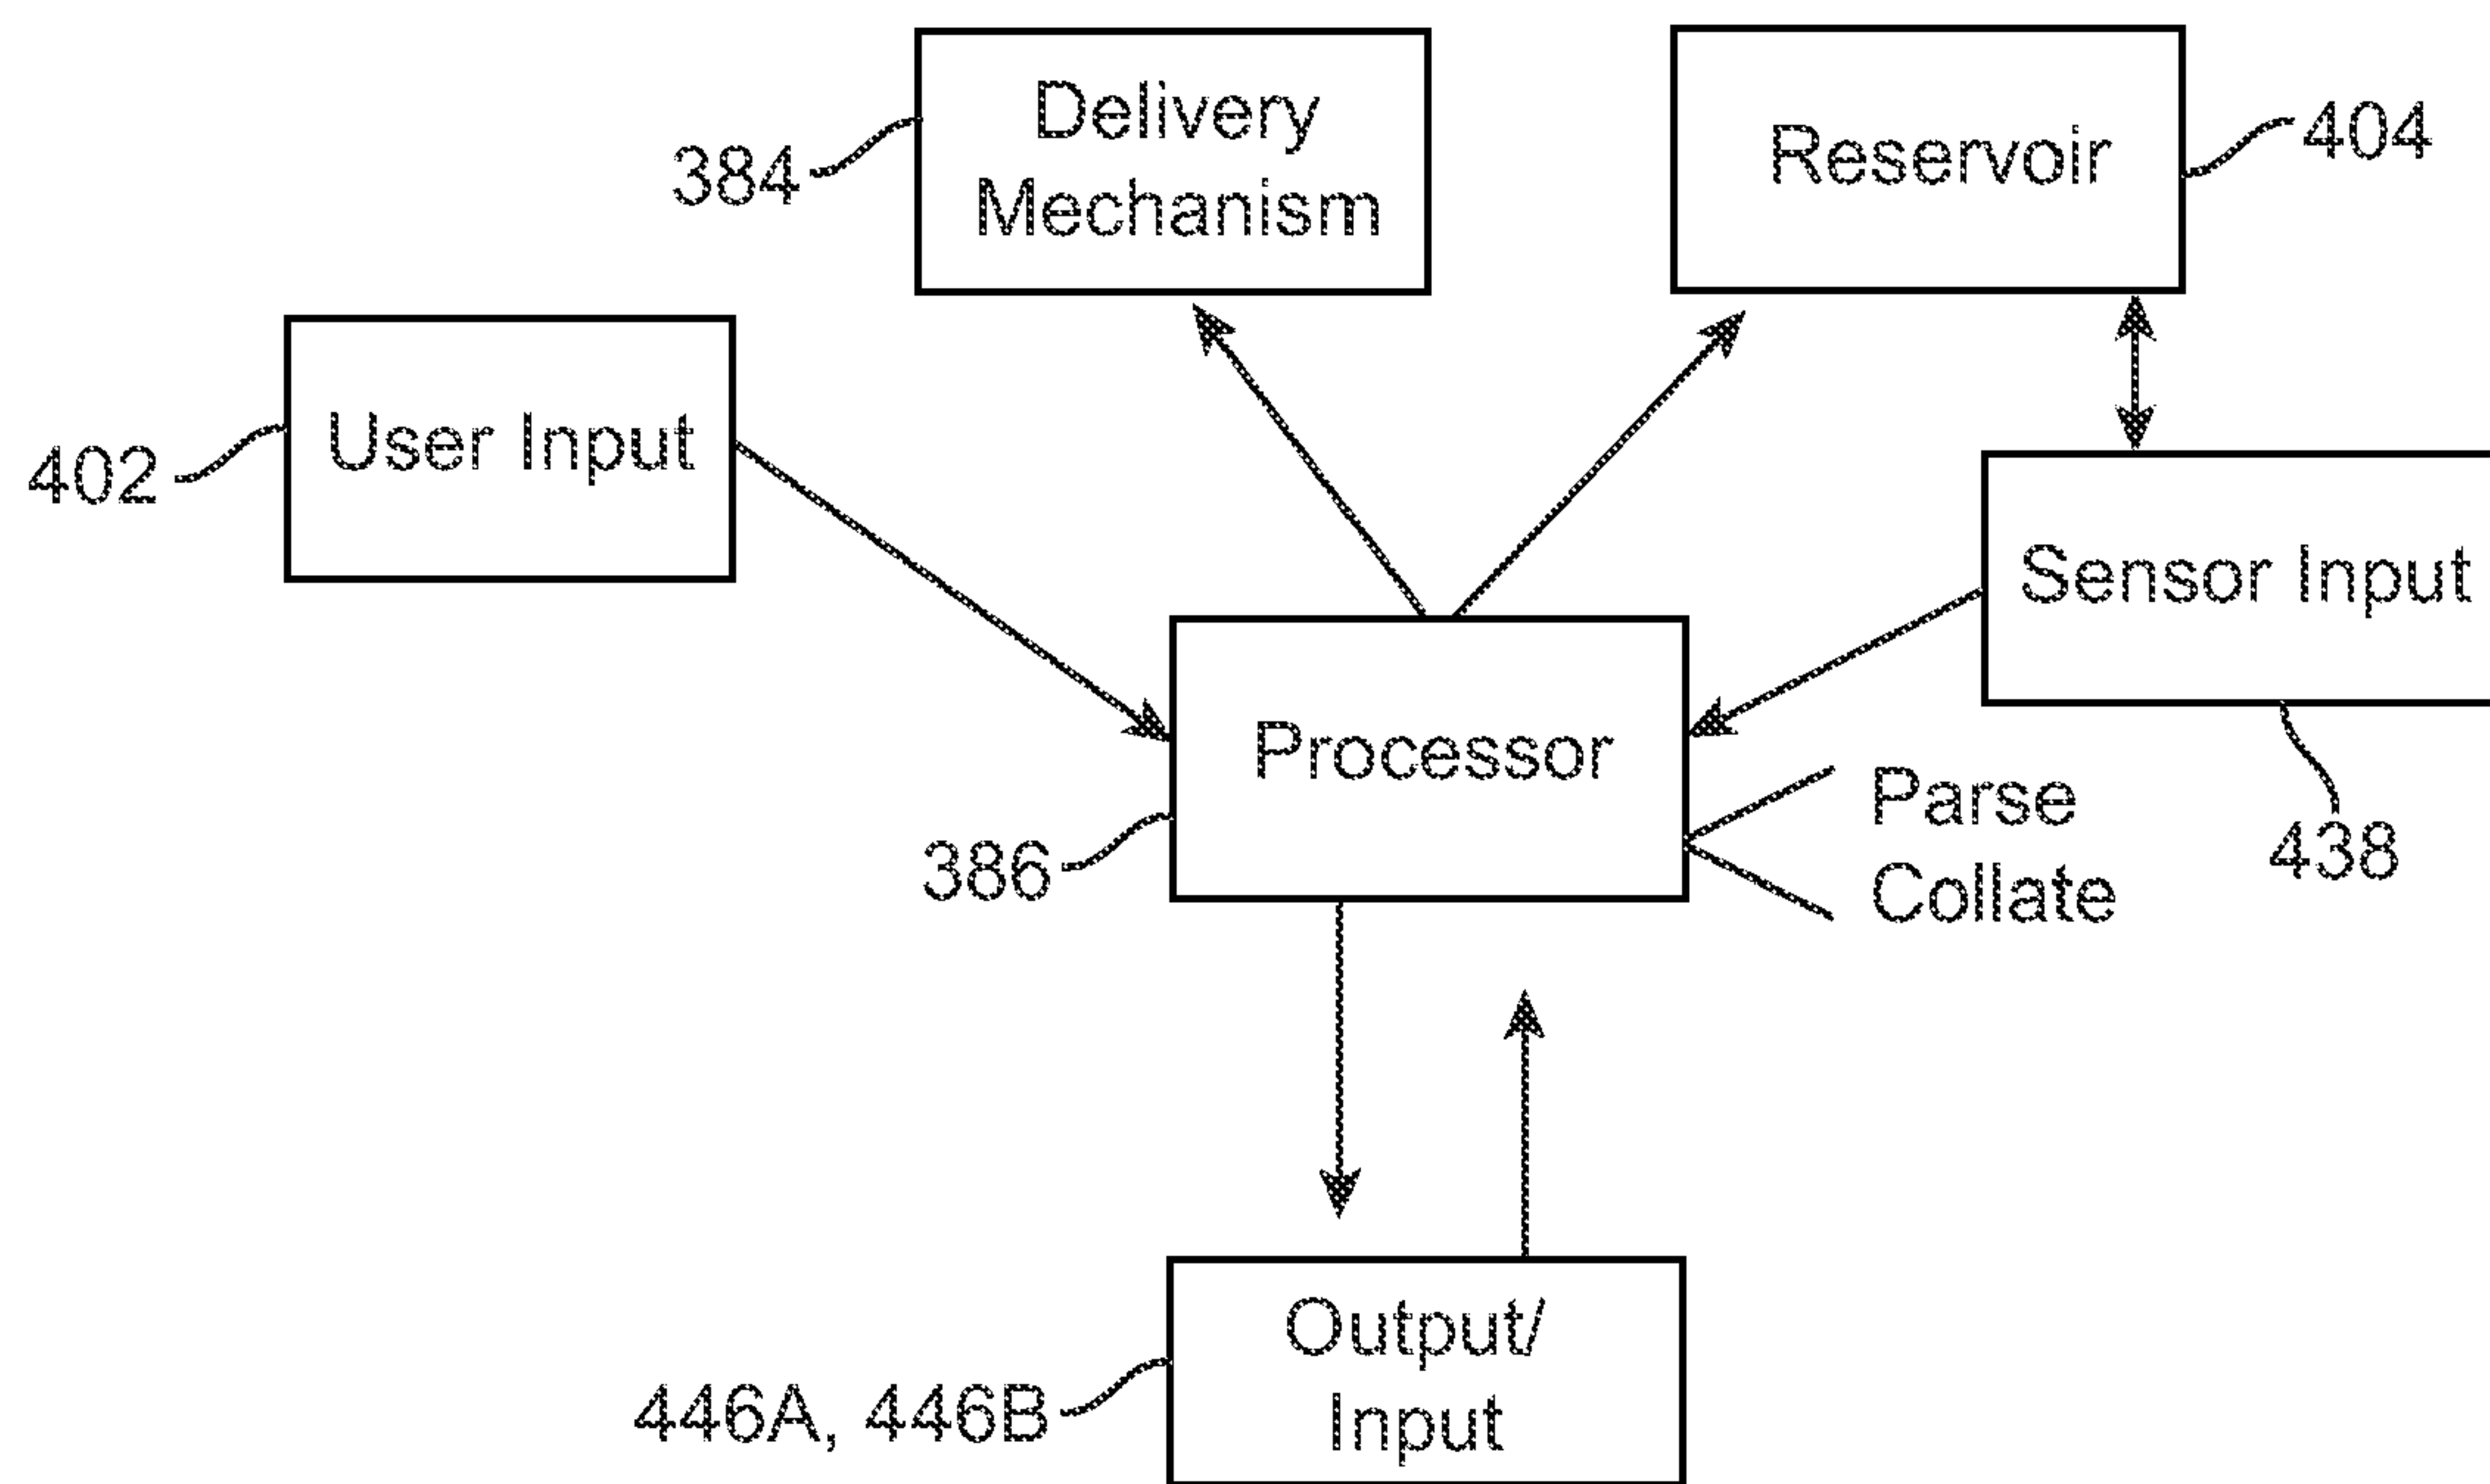 Delivery
Mechanism
384
Reservoir
404
User Input
402
Sensor Input
438
Processor
386
Parse
Collate
Output/
Input
446A, 446B